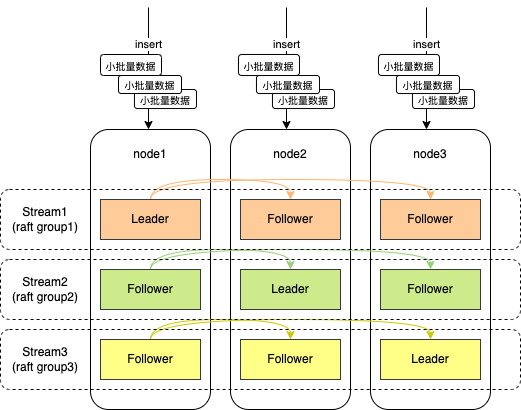 insert
insert
insert
小批量数据
小批量数据
小批量数据
小批量数据
小批量数据
小批量数据
小批量数据
小批量数据
小批量数据
node1
node2
node3
Stream1
(raft group1)
Leader
Follower
Follower
Stream2
(raft group2)
Follower
Leader
Follower
Stream3
(raft group3)
Follower
Follower
Leader